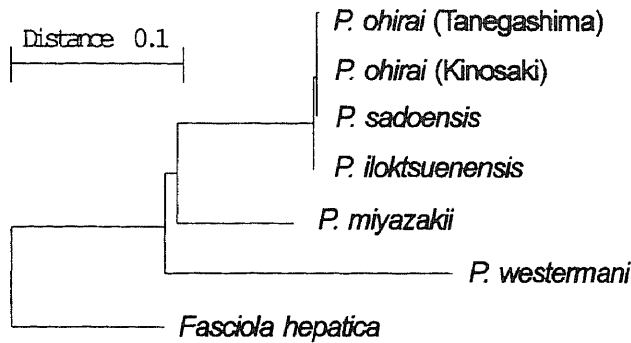 Distance 0.1
P. ohirai (Tanegashima)
P. ohirai (Kinosaki)
P. sadoensis
P. iloktsuenensis
P. miyazakii
P. westermani
Fasciola hepatica